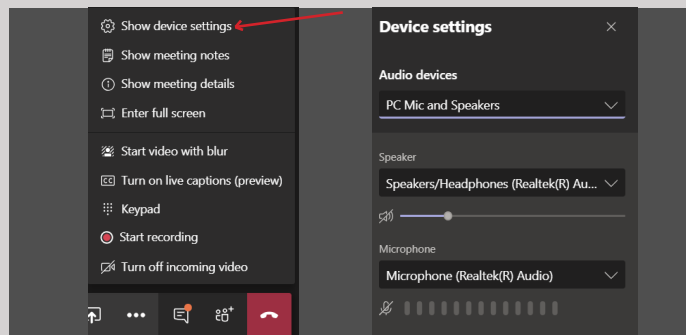 Show device settings
Show meeting notes
Show meeting details
Enter full screen
Start video with blur
CC Turn on live captions (preview)
Keypad
Start recording
Turn off incoming video
Device settings
Audio devices
PC Mic and Speakers
Speaker
Speakers/Headphones (Realtek(R) Au...
Microphone
Microphone (Realtek(R) Audio)